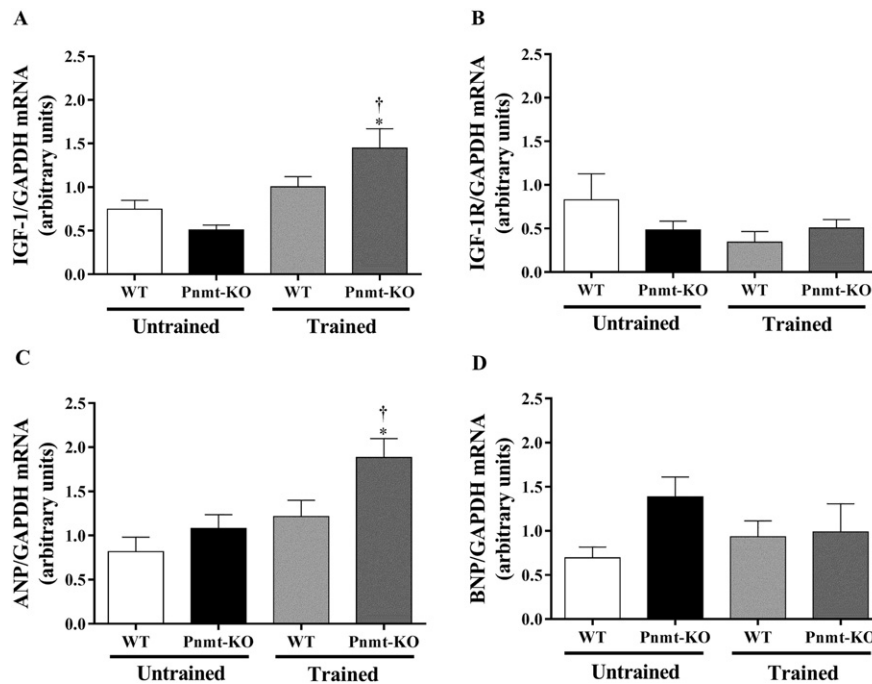 A
IGF-1/GAPDH mRNA
(arbitrary units)
2.5
2.0
1.5
1.0
0.5
0.0
†
*
WT
Pnmt-KO
WT
Pnmt-KO
Untrained
Trained
B
IGF-1R/GAPDH mRNA
(arbitrary units)
2.5
2.0
1.5
1.0
0.5
0.0
WT
Pnmt-KO
WT
Pnmt-KO
Untrained
Trained
C
ANP/GAPDH mRNA
(arbitrary units)
2.5
2.0
1.5
1.0
0.5
0.0
†
*
WT
Pnmt-KO
WT
Pnmt-KO
Untrained
Trained
D
BNP/GAPDH mRNA
(arbitrary units)
2.5
2.0
1.5
1.0
0.5
0.0
WT
Pnmt-KO
WT
Pnmt-KO
Untrained
Trained